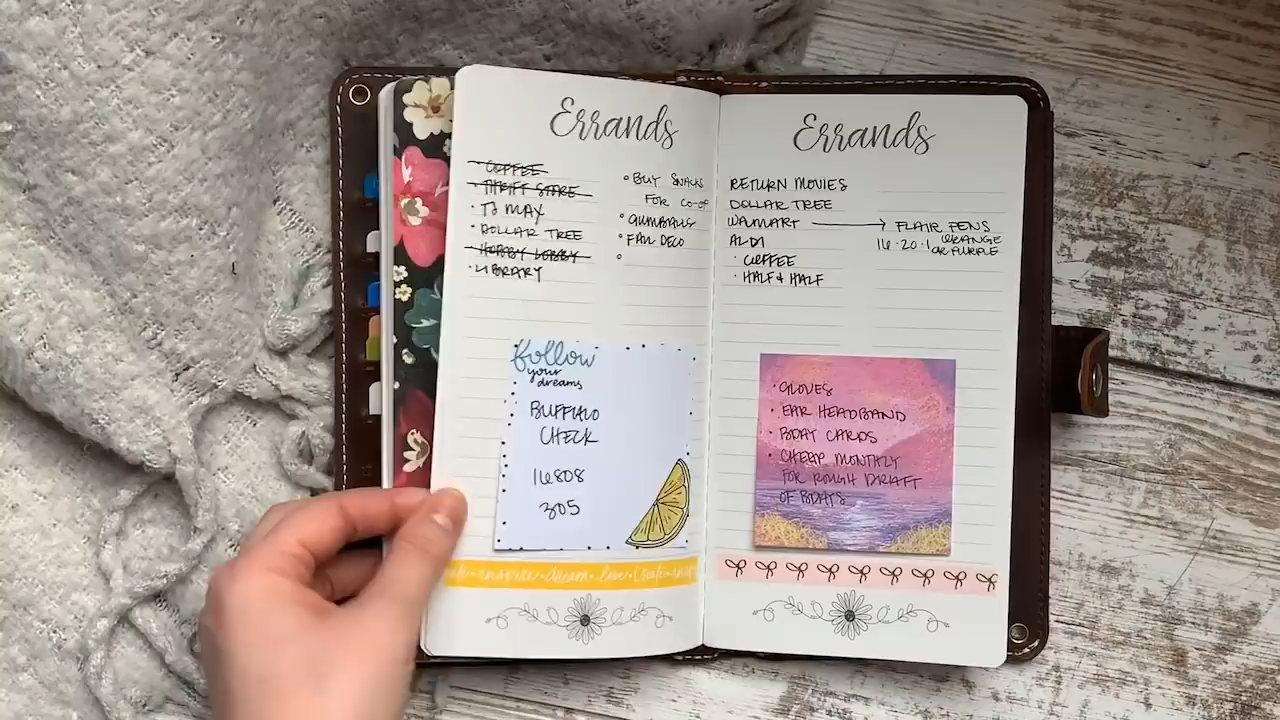 Errands
• COFFEE
• THRIFT STORE
• TJ MAX
• DOLLAR TREE
• HOBBY LOBBY
• LIBRARY
• BUY SNACKS
FOR CO-OP
• GUMBALLS
• FALL DECO
follow
your
dreams
BUFFALO
CHECK
16808
305
inspire • dream • love • create •
Errands
RETURN MOVIES
DOLLAR TREE
WALMART → FLAIR PENS
ORANGE
OR PURPLE
ALDI
• COFFEE
• HALF & HALF
• GLOVES
• EAR HEADBAND
• BDAY CARDS
• CHEAP MONTHLY
FOR ROUGH DRAFT
OF BDAYS